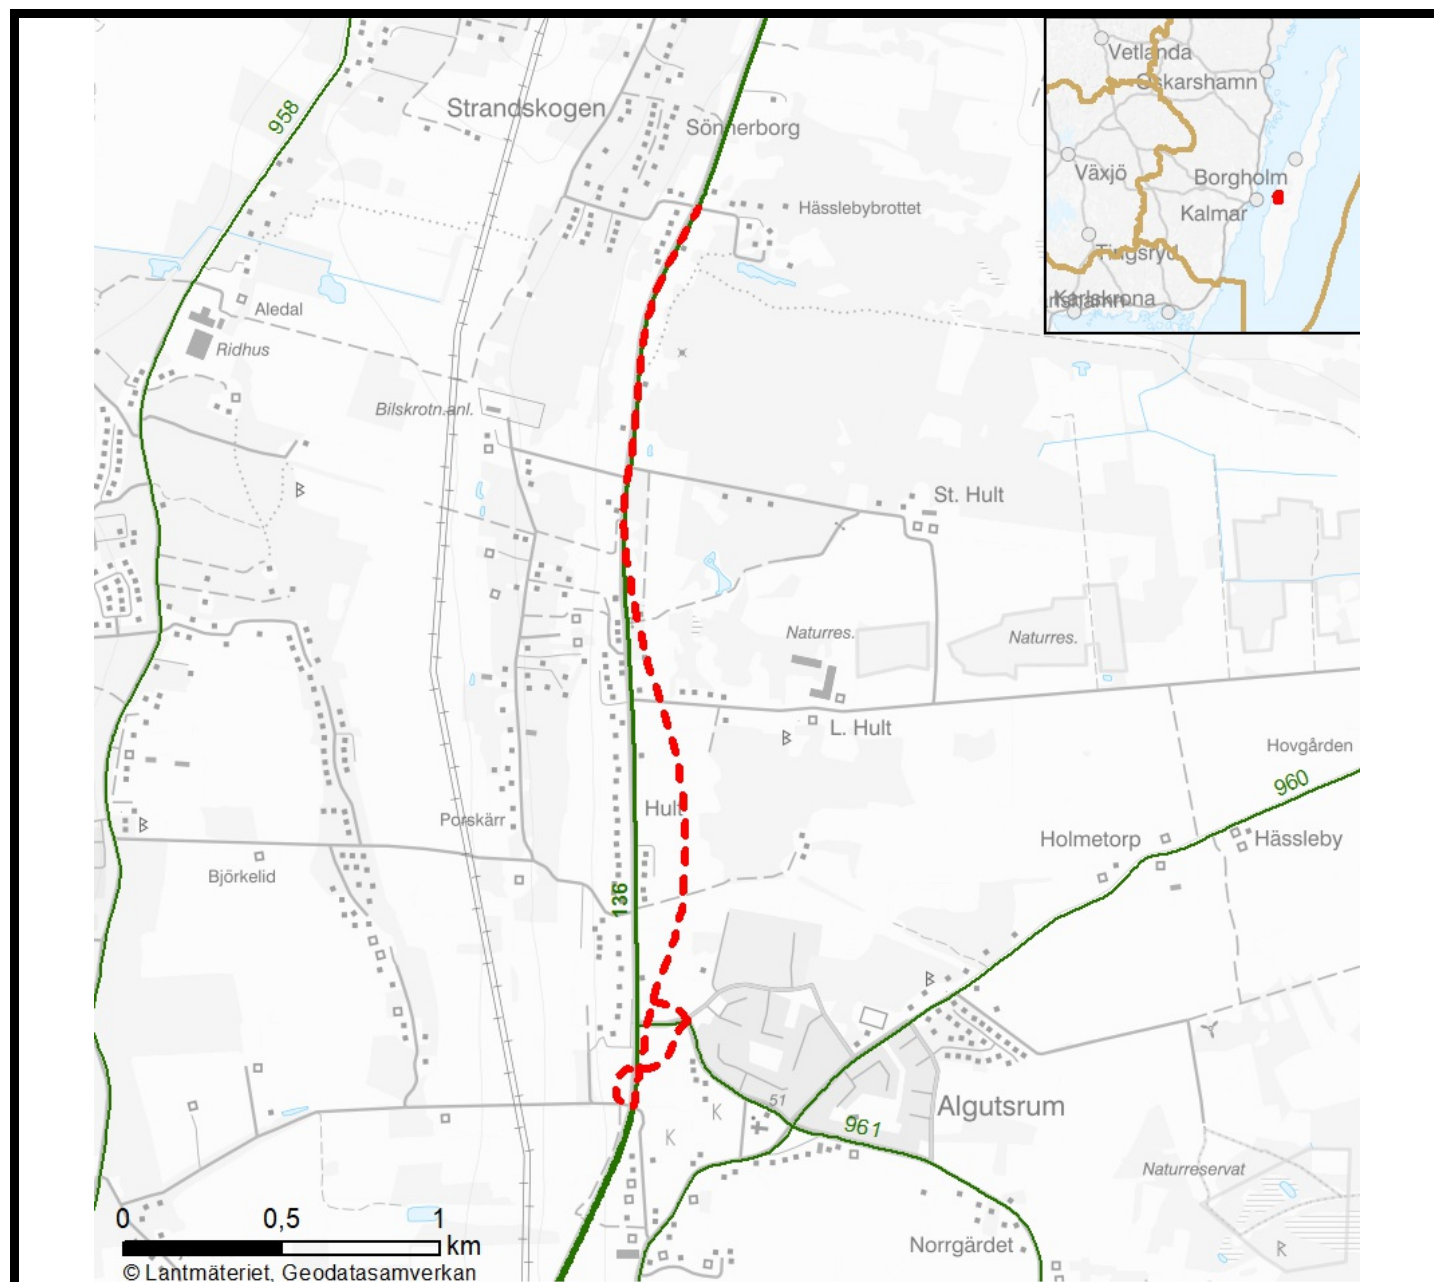 958
Strandskogen
Sönnerborg
Hässlebybrottet
Vetlanda
Oskarshamn
Växjö
Borgholm
Kalmar
Tingsryd
Karlskrona
Aledal
Ridhus
Bilskrotn.anl.
St. Hult
Naturres.
Naturres.
L. Hult
Hovgården
960
Hult
Porskärr
Holmetorp
Hässleby
Björkelid
136
51
K
K
Algutsrum
961
Naturreservat
Norrgärdet
R
0 0,5 1
km
© Lantmäteriet, Geodatasamverkan